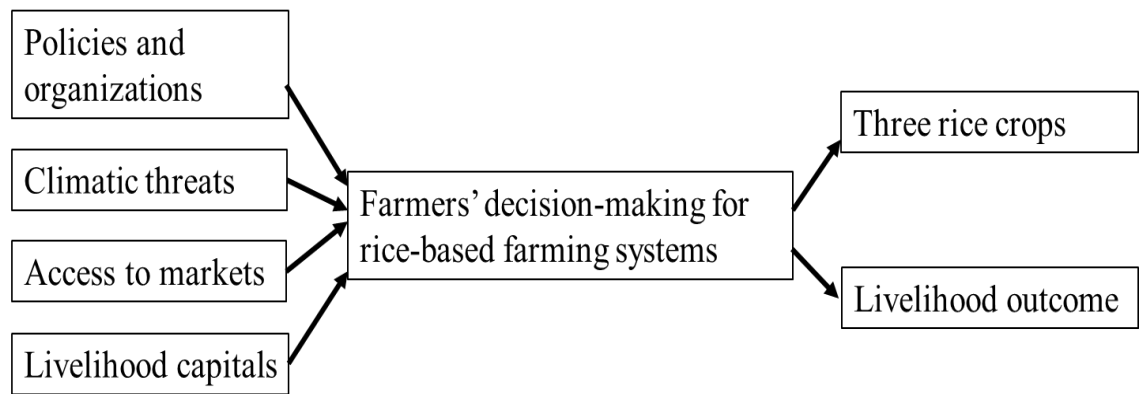 Policies and
organizations
Climatic threats
Access to markets
Livelihood capitals
Farmers’ decision-making for
rice-based farming systems
Three rice crops
Livelihood outcome